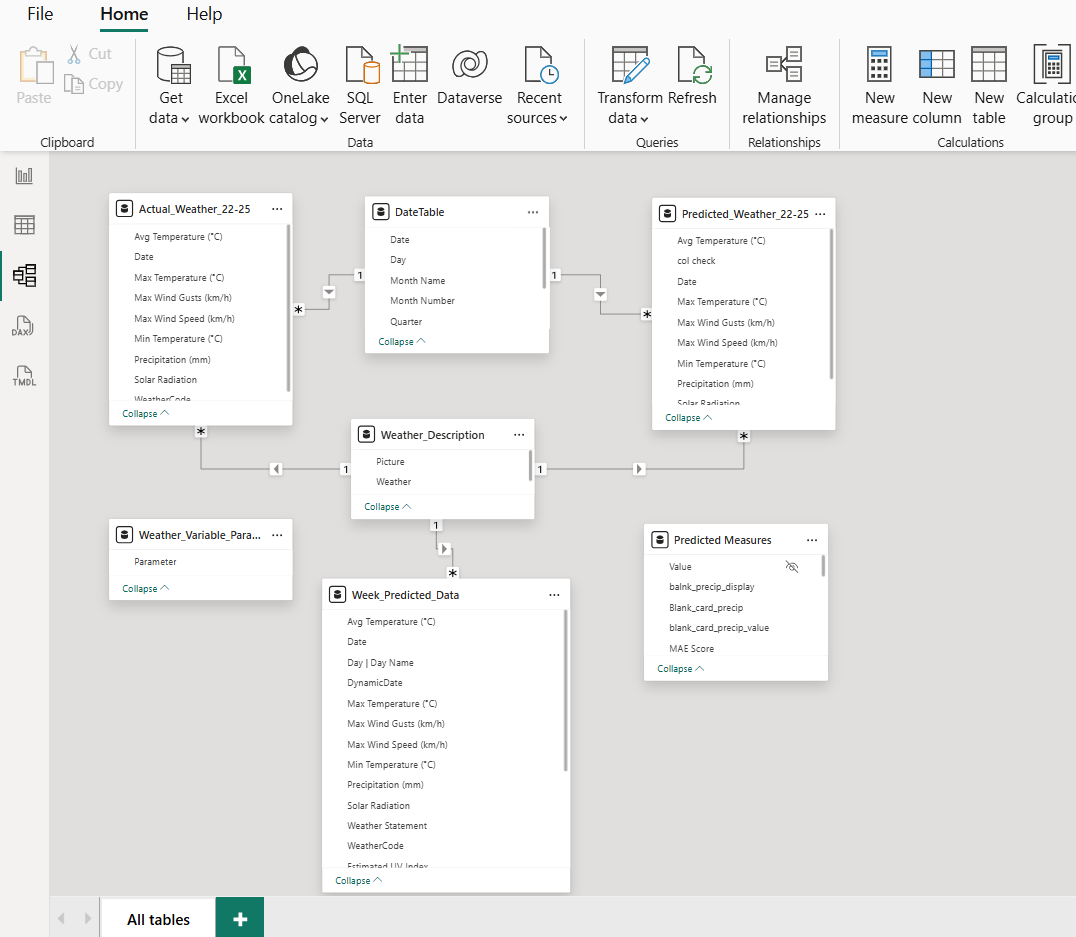 File Home Help
Paste
Cut
Copy
Clipboard
Get data
Excel workbook
OneLake catalog
SQL Server
Enter data
Dataverse
Recent sources
Data
Transform data
Refresh
Queries
Manage relationships
Relationships
New measure
New column
New table
Calculatio
group
Calculations
DAX
TMDL
Actual_Weather_22-25
Avg Temperature (°C)
Date
Max Temperature (°C)
Max Wind Gusts (km/h)
Max Wind Speed (km/h)
Min Temperature (°C)
Precipitation (mm)
Solar Radiation
WeatherCode
Collapse
DateTable
Date
Day
Month Name
Month Number
Quarter
Collapse
Predicted_Weather_22-25
Avg Temperature (°C)
col check
Date
Max Temperature (°C)
Max Wind Gusts (km/h)
Max Wind Speed (km/h)
Min Temperature (°C)
Precipitation (mm)
Solar Radiation
Collapse
1
*
1
*
Weather_Description
Picture
Weather
Collapse
*
1
1
*
1
*
Weather_Variable_Para...
Parameter
Collapse
Predicted Measures
Value
balnk_precip_display
Blank_card_precip
blank_card_precip_value
MAE Score
Collapse
Week_Predicted_Data
Avg Temperature (°C)
Date
Day | Day Name
DynamicDate
Max Temperature (°C)
Max Wind Gusts (km/h)
Max Wind Speed (km/h)
Min Temperature (°C)
Precipitation (mm)
Solar Radiation
Weather Statement
WeatherCode
Estimated UV Index
Collapse
All tables